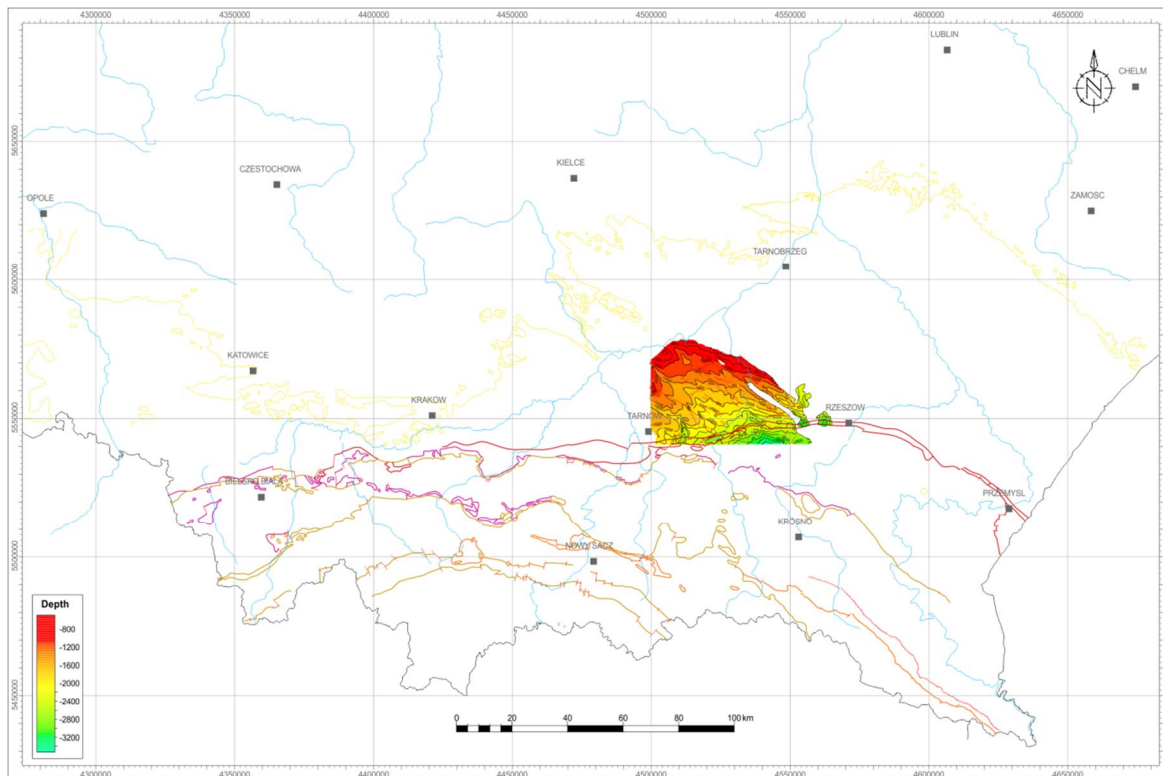 4300000 4350000 4400000 4450000 4500000 4550000 4600000 4650000
LUBLIN
CHELM
N
5650000
KIELCE
CZESTOCHOWA
ZAMOSC
OPOLE
TARNOBRZEG
5600000
KATOWICE
KRAKOW
RZESZOW
TARNOW
5550000
BIELSKO BIALA
PRZEMYSL
KROSNO
NOWY SACZ
5500000
Depth
-800
-1200
-1600
-2000
-2400
-2800
-3200
5450000
0 20 40 60 80 100 km
4300000 4350000 4400000 4450000 4500000 4550000 4600000 4650000